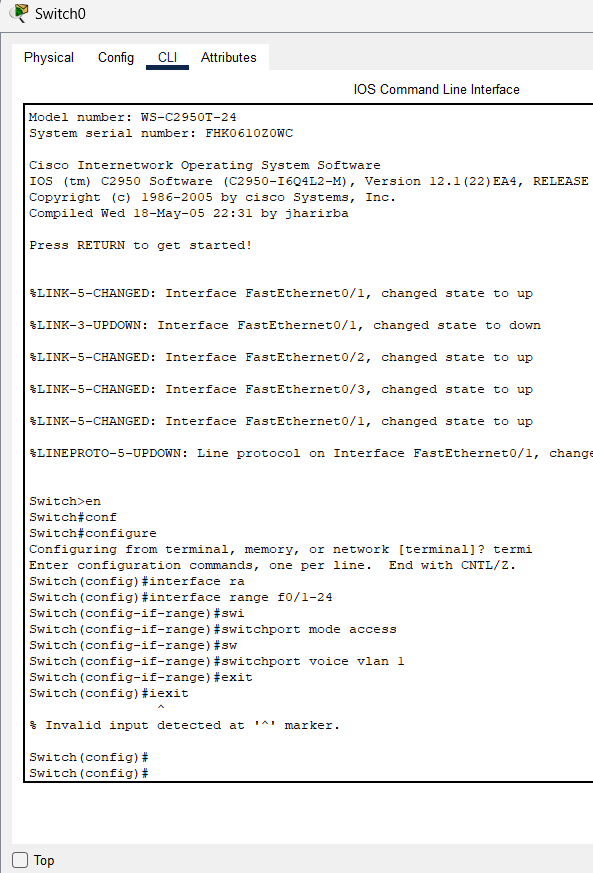 Switch0
Physical Config CLI Attributes
IOS Command Line Interface
Model number: WS-C2950T-24
System serial number: FHK0610Z0WC
Cisco Internetwork Operating System Software
IOS (tm) C2950 Software (C2950-I6Q4L2-M), Version 12.1(22)EA4, RELEASE
Copyright (c) 1986-2005 by cisco Systems, Inc.
Compiled Wed 18-May-05 22:31 by jharirba
Press RETURN to get started!
%LINK-5-CHANGED: Interface FastEthernet0/1, changed state to up
%LINK-3-UPDOWN: Interface FastEthernet0/1, changed state to down
%LINK-5-CHANGED: Interface FastEthernet0/2, changed state to up
%LINK-5-CHANGED: Interface FastEthernet0/3, changed state to up
%LINK-5-CHANGED: Interface FastEthernet0/1, changed state to up
%LINEPROTO-5-UPDOWN: Line protocol on Interface FastEthernet0/1, change
Switch>en
Switch#conf
Switch#configure
Configuring from terminal, memory, or network [terminal]? termi
Enter configuration commands, one per line.  End with CNTL/Z.
Switch(config)#interface ra
Switch(config)#interface range f0/1-24
Switch(config-if-range)#swi
Switch(config-if-range)#switchport mode access
Switch(config-if-range)#sw
Switch(config-if-range)#switchport voice vlan 1
Switch(config-if-range)#exit
Switch(config)#iexit
^
% Invalid input detected at '^' marker.
Switch(config)#
Switch(config)#
Top